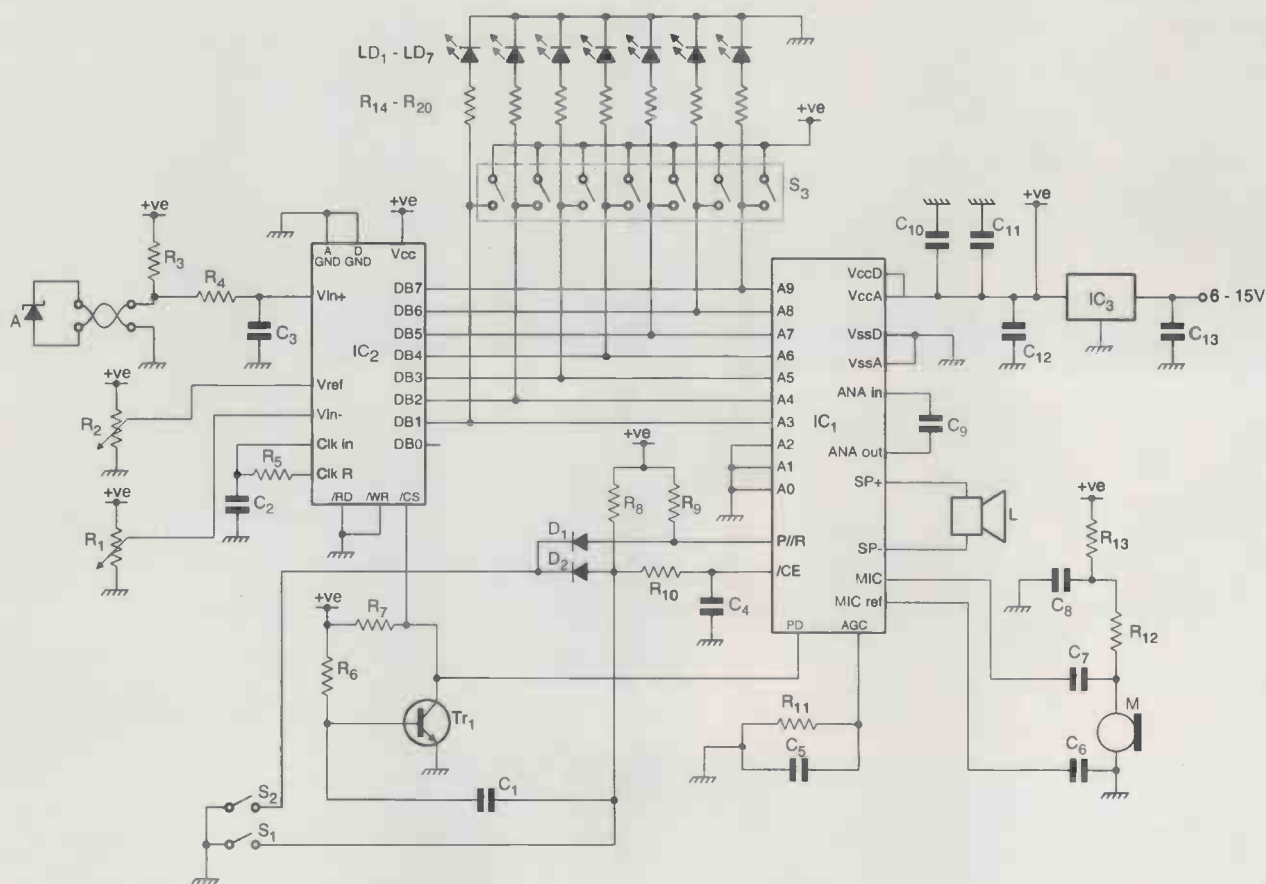 LD1 - LD7
R14 - R20
+ve
S3
+ve
+ve
R3
R4
A
C3
A GND
D GND
Vcc
Vin+
IC2
Vref
Vin-
Clk in
Clk R
/RD
/WR
/CS
DB7
DB6
DB5
DB4
DB3
DB2
DB1
DB0
+ve
R2
+ve
R1
R5
C2
+ve
R7
R6
Tr1
C1
S2
S1
+ve
R8
R9
D1
D2
R10
C4
A9
A8
A7
A6
A5
A4
A3
A2
A1
A0
P//R
/CE
PD
AGC
IC1
VccD
VccA
VssD
VssA
ANA in
ANA out
SP+
SP-
MIC
MIC ref
R11
C5
C10
C11
+ve
IC3
6 - 15V
C12
C13
C9
L
+ve
R13
C8
R12
C7
M
C6